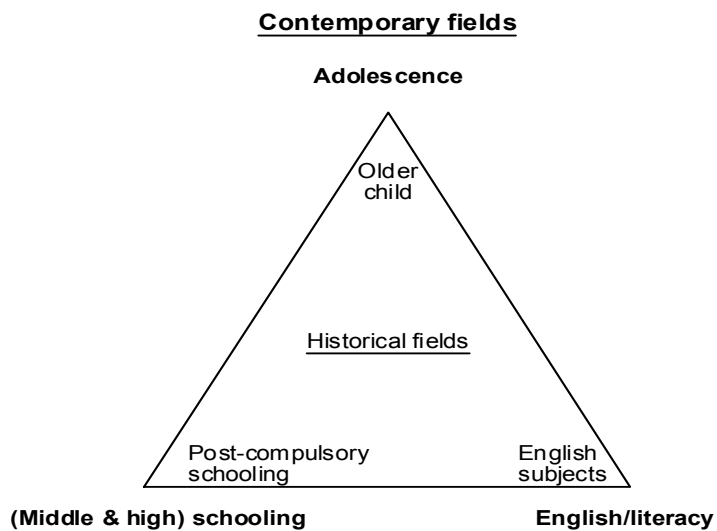 Contemporary fields
Adolescence
Older
child
Historical fields
Post-compulsory
schooling
English
subjects
(Middle & high) schooling
English/literacy